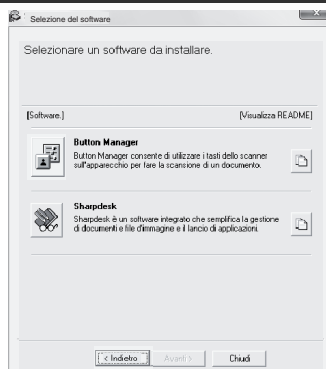 Selezione del software
Selezionare un software da installare.
[Software.] [Visualizza README]
Button Manager
Button Manager consente di utilizzare i tasti dello scanner
sull'apparecchio per fare la scansione di un documento.
Sharpdesk
Sharpdesk è un software integrato che semplifica la gestione
di documenti e file d'immagine e il lancio di applicazioni.
< Indietro Avanti > Chiudi